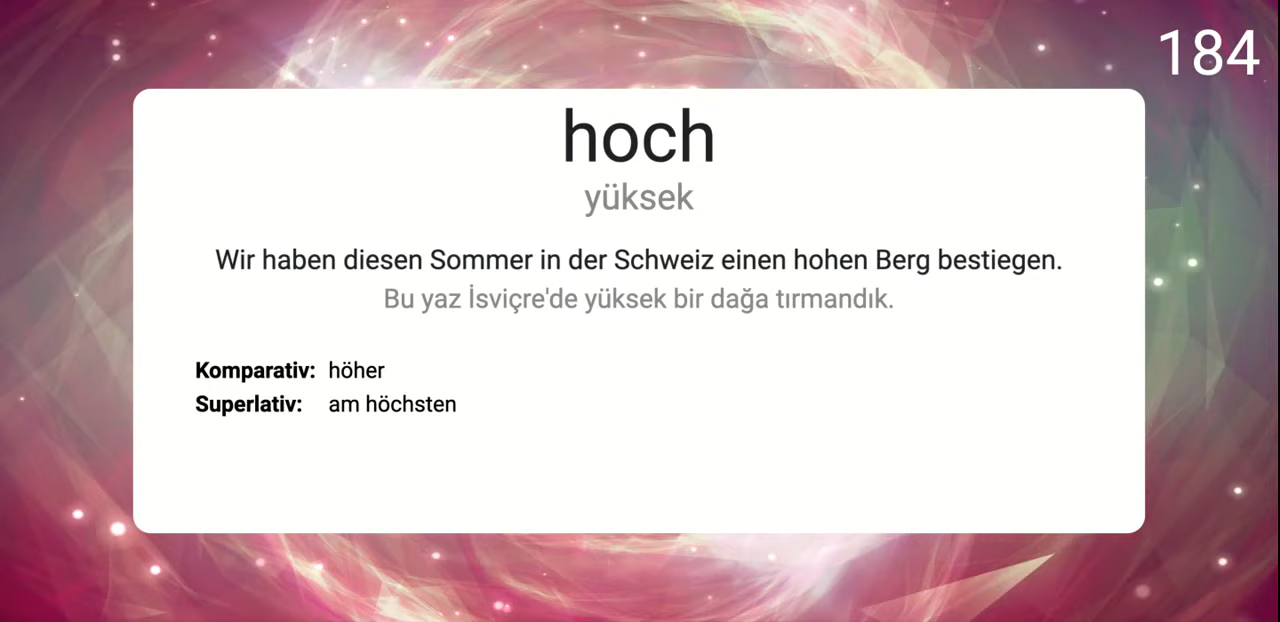 184
hoch
yüksek
Wir haben diesen Sommer in der Schweiz einen hohen Berg bestiegen.
Bu yaz İsviçre'de yüksek bir dağa tırmandık.
Komparativ: höher
Superlativ: am höchsten